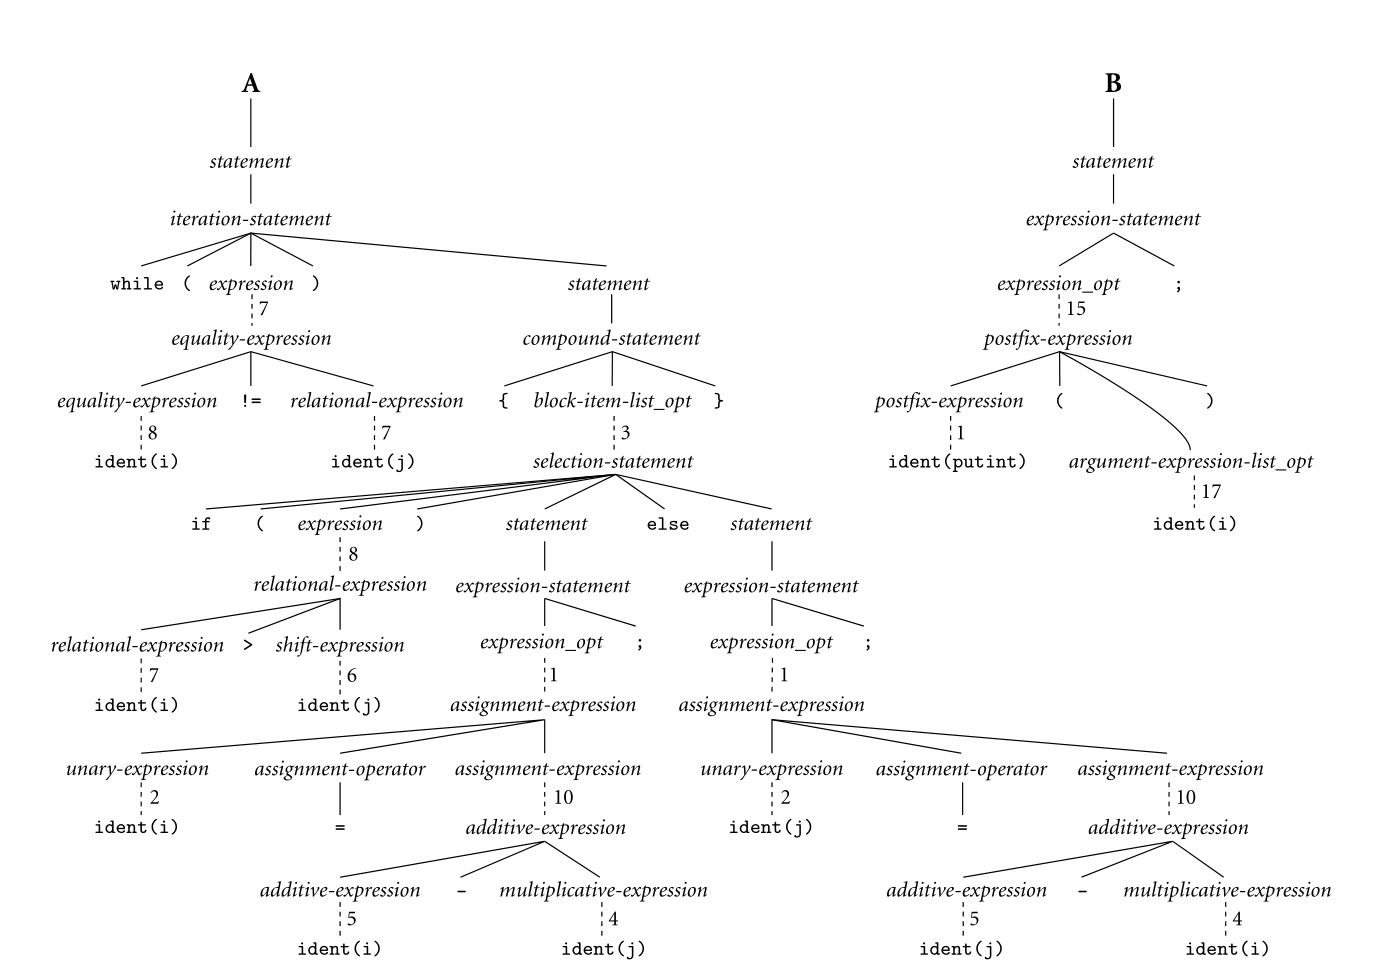 A B
statement statement
iteration-statement expression-statement
while ( expression ) statement expression_opt ;
7 15
equality-expression compound-statement postfix-expression
equality-expression != relational-expression { block-item-list_opt } postfix-expression ( )
8 7 3 1
ident(i) ident(j) selection-statement ident(putint) argument-expression-list_opt
17
if ( expression ) statement else statement ident(i)
8
relational-expression expression-statement expression-statement
relational-expression > shift-expression expression_opt ; expression_opt ;
7 6 1 1
ident(i) ident(j) assignment-expression assignment-expression
unary-expression assignment-operator assignment-expression unary-expression assignment-operator assignment-expression
2 10 2 10
ident(i) = additive-expression ident(j) = additive-expression
additive-expression - multiplicative-expression additive-expression - multiplicative-expression
5 4 5 4
ident(i) ident(j) ident(j) ident(i)